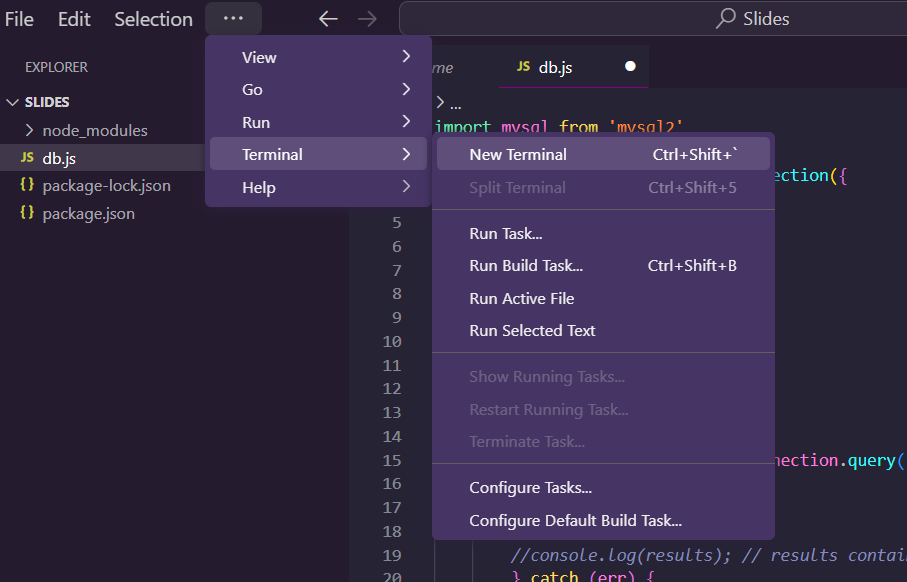 File Edit Selection ··· Slides
EXPLORER
SLIDES
node_modules
JS db.js
{} package-lock.json
{} package.json
View
Go
Run
Terminal
Help
me JS db.js
> ...
import mysql from 'mysql2'
New Terminal Ctrl+Shift+`
Split Terminal Ctrl+Shift+5
ection({
Run Task...
Run Build Task... Ctrl+Shift+B
Run Active File
Run Selected Text
Show Running Tasks...
Restart Running Task...
Terminate Task...
Configure Tasks...
Configure Default Build Task...
5
6
7
8
9
10
11
12
13
14
15 nection.query(
16
17
18
19 //console.log(results); // results contai
20 } catch (err) {